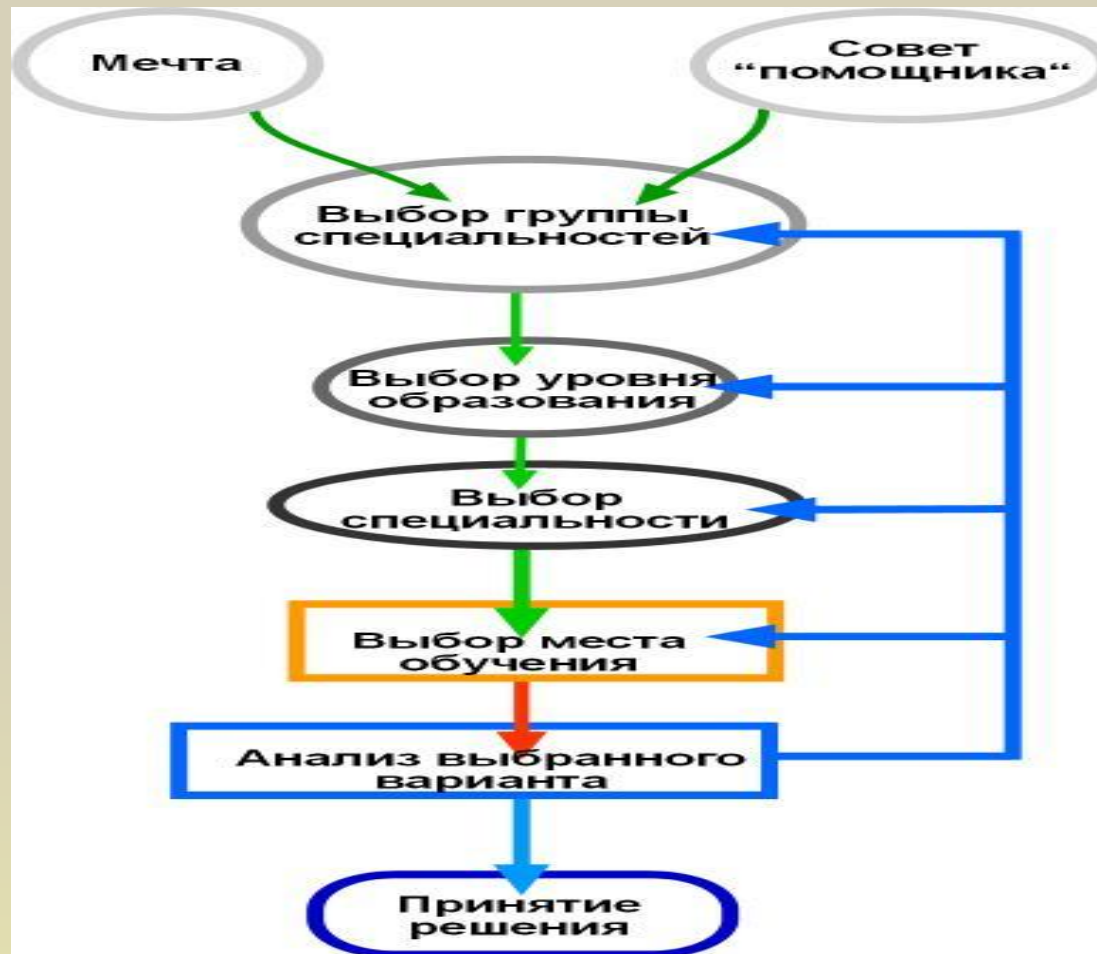 Мечта
Совет
“помощника“
Выбор группы
специальностей
Выбор уровня
образования
Выбор
специальности
Выбор места
обучения
Анализ выбранного
варианта
Принятие
решения